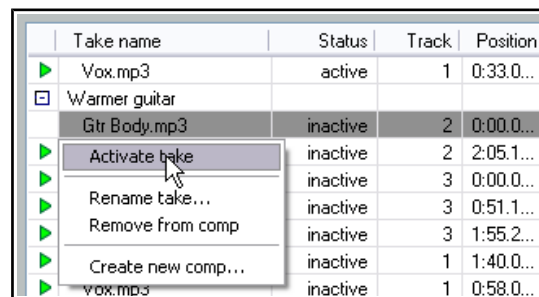 Take name Status Track Position
Vox.mp3 active 1 0:33.0...
Warmer guitar
Gtr Body.mp3 inactive 2 0:00.0...
Activate take inactive 2 2:05.1...
inactive 3 0:00.0...
Rename take... inactive 3 0:51.1...
Remove from comp inactive 3 1:55.2...
Create new comp... inactive 1 1:40.0...
Vox.mp3 inactive 1 0:58.0...